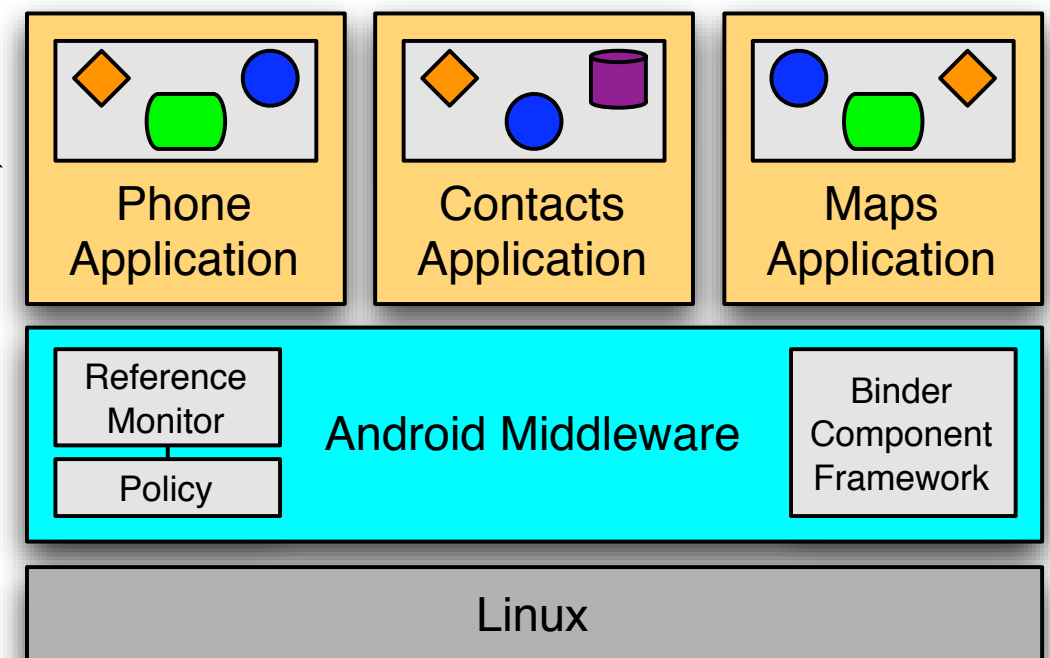 Phone
Application
Contacts
Application
Maps
Application
Reference
Monitor
Policy
Android Middleware
Binder
Component
Framework
Linux